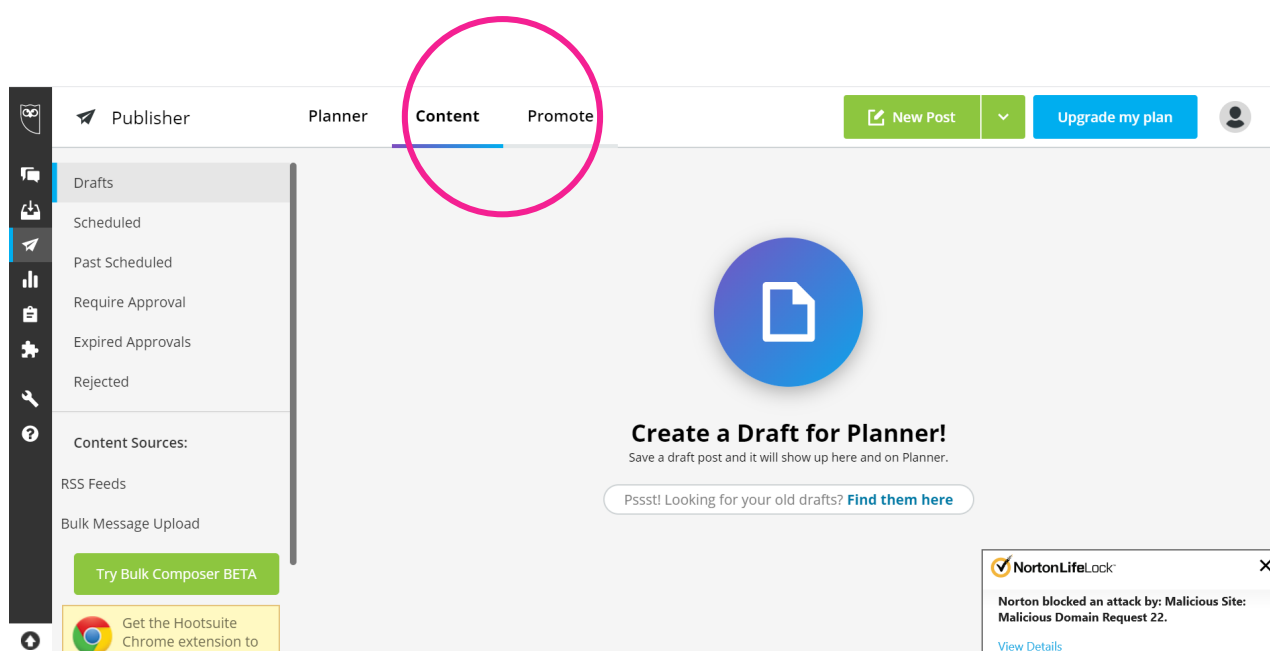 Publisher
Planner
Content
Promote
New Post
Upgrade my plan
Drafts
Scheduled
Past Scheduled
Require Approval
Expired Approvals
Rejected
Content Sources:
RSS Feeds
Bulk Message Upload
Try Bulk Composer BETA
Get the Hootsuite
Chrome extension to
Create a Draft for Planner!
Save a draft post and it will show up here and on Planner.
Pssst! Looking for your old drafts? Find them here
NortonLifeLock
Norton blocked an attack by: Malicious Site:
Malicious Domain Request 22.
View Details